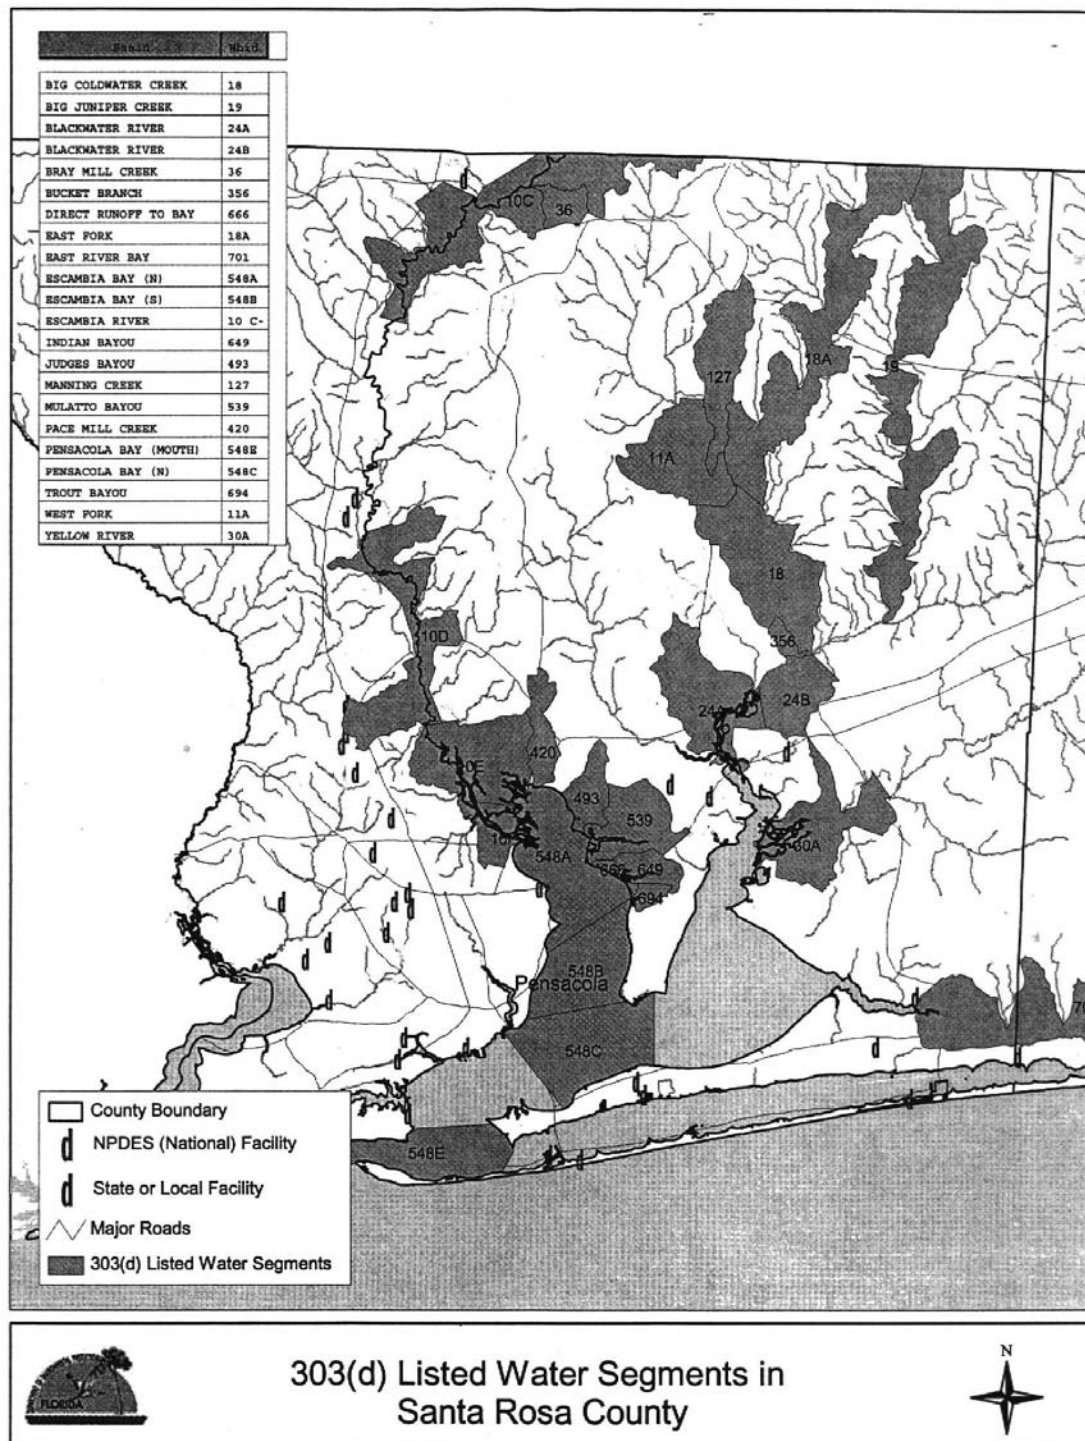 Basin Wbid
BIG COLDWATER CREEK 18
BIG JUNIPER CREEK 19
BLACKWATER RIVER 24A
BLACKWATER RIVER 24B
BRAY MILL CREEK 36
BUCKET BRANCH 356
DIRECT RUNOFF TO BAY 666
EAST FORK 18A
EAST RIVER BAY 701
ESCAMBIA BAY (N) 548A
ESCAMBIA BAY (S) 548B
ESCAMBIA RIVER 10 C-
INDIAN BAYOU 649
JUDGES BAYOU 493
MANNING CREEK 127
MULATTO BAYOU 539
PACE MILL CREEK 420
PENSACOLA BAY (MOUTH) 548E
PENSACOLA BAY (N) 548C
TROUT BAYOU 694
WEST FORK 11A
YELLOW RIVER 30A
10C
36
18A
19
127
11A
18
356
10D
24A
24B
420
493
539
30A
548A
649
694
548B
Pensacola
548C
548E
County Boundary
NPDES (National) Facility
State or Local Facility
Major Roads
303(d) Listed Water Segments
FLORIDA
303(d) Listed Water Segments in
Santa Rosa County
N